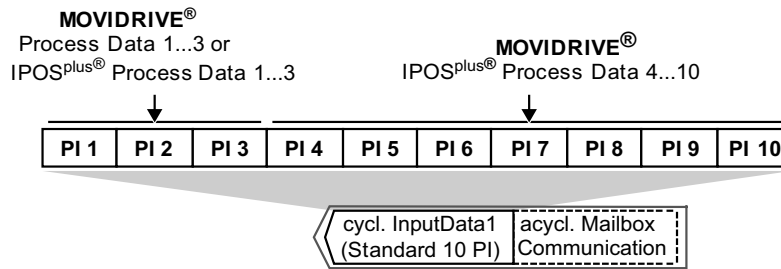 MOVIDRIVE®
Process Data 1...3 or
IPOSplus® Process Data 1...3
MOVIDRIVE®
IPOSplus® Process Data 4...10
PI 1 PI 2 PI 3 PI 4 PI 5 PI 6 PI 7 PI 8 PI 9 PI 10
cycl. InputData1
(Standard 10 PI)
acycl. Mailbox
Communication